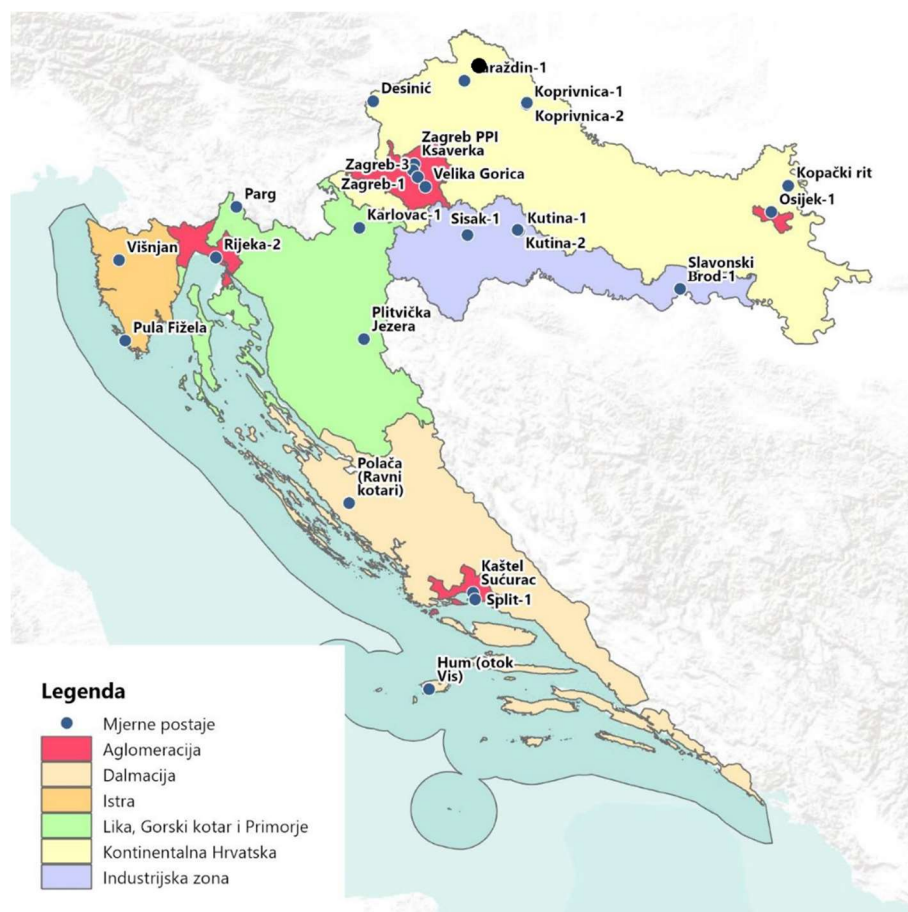 araždin-1
Desinić
Koprivnica-1
Koprivnica-2
Zagreb PPI
Ksaverka
Zagreb-3
Zagreb-1
Velika Gorica
Kopački rit
Osijek-1
Parg
Karlovac-1
Sisak-1
Kutina-1
Kutina-2
Višnjan
Rijeka-2
Slavonski
Brod-1
Pula Fižela
Plitvička
Jezera
Polača
(Ravni
kotari)
Kaštel
Sućurac
Split-1
Hum (otok
Vis)
Legenda
Mjerne postaje
Aglomeracija
Dalmacija
Istra
Lika, Gorski kotar i Primorje
Kontinentalna Hrvatska
Industrijska zona